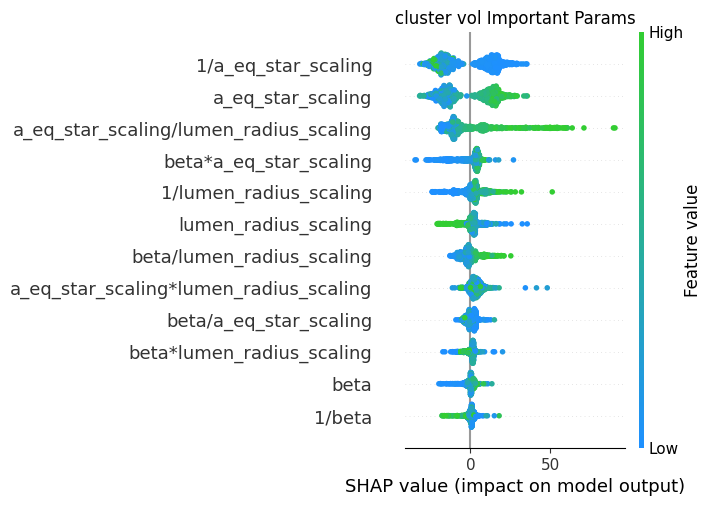 cluster vol Important Params
High
1/a_eq_star_scaling
a_eq_star_scaling
a_eq_star_scaling/lumen_radius_scaling
beta*a_eq_star_scaling
1/lumen_radius_scaling
lumen_radius_scaling
beta/lumen_radius_scaling
a_eq_star_scaling*lumen_radius_scaling
beta/a_eq_star_scaling
beta*lumen_radius_scaling
beta
1/beta
Feature value
Low
0 50
SHAP value (impact on model output)